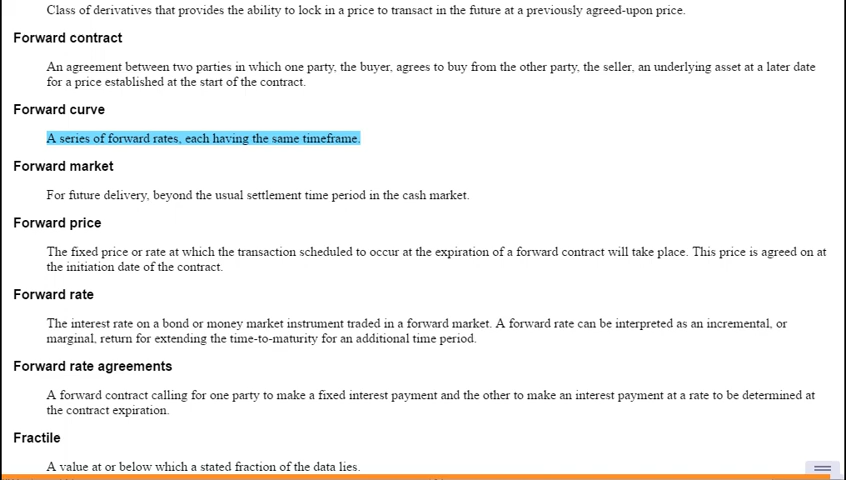 Class of derivatives that provides the ability to lock in a price to transact in the future at a previously agreed-upon price.
Forward contract
An agreement between two parties in which one party, the buyer, agrees to buy from the other party, the seller, an underlying asset at a later date
for a price established at the start of the contract.
Forward curve
A series of forward rates, each having the same timeframe.
Forward market
For future delivery, beyond the usual settlement time period in the cash market.
Forward price
The fixed price or rate at which the transaction scheduled to occur at the expiration of a forward contract will take place. This price is agreed on at
the initiation date of the contract.
Forward rate
The interest rate on a bond or money market instrument traded in a forward market. A forward rate can be interpreted as an incremental, or
marginal, return for extending the time-to-maturity for an additional time period.
Forward rate agreements
A forward contract calling for one party to make a fixed interest payment and the other to make an interest payment at a rate to be determined at
the contract expiration.
Fractile
A value at or below which a stated fraction of the data lies.